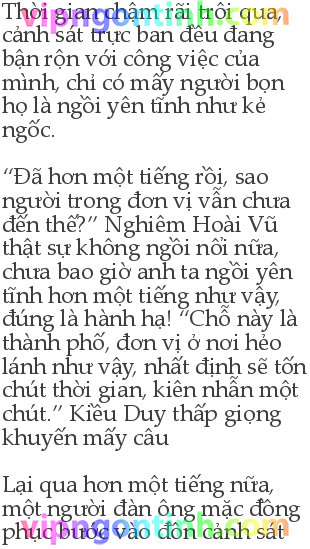 Thời gian chậm rãi trôi qua,
cảnh sát trực ban đều đang
bận rộn với công việc của
mình, chỉ có mấy người bọn
họ là ngồi yên tĩnh như kẻ
ngốc.
“Đã hơn một tiếng rồi, sao
người trong đơn vị vẫn chưa
đến thế?” Nghiêm Hoài Vũ
thật sự không ngồi nổi nữa,
chưa bao giờ anh ta ngồi yên
tĩnh hơn một tiếng như vậy,
đúng là hành hạ! “Chỗ này là
thành phố, đơn vị ở nơi hẻo
lánh như vậy, nhất định sẽ tốn
chút thời gian, kiên nhẫn một
chút.” Kiều Duy thấp giọng
khuyến mấy câu
Lại qua hơn một tiếng nữa,
một người đàn ông mặc đồng
phục bước vào đồn cảnh sát
vipngontinh.com
vipngontinh.com